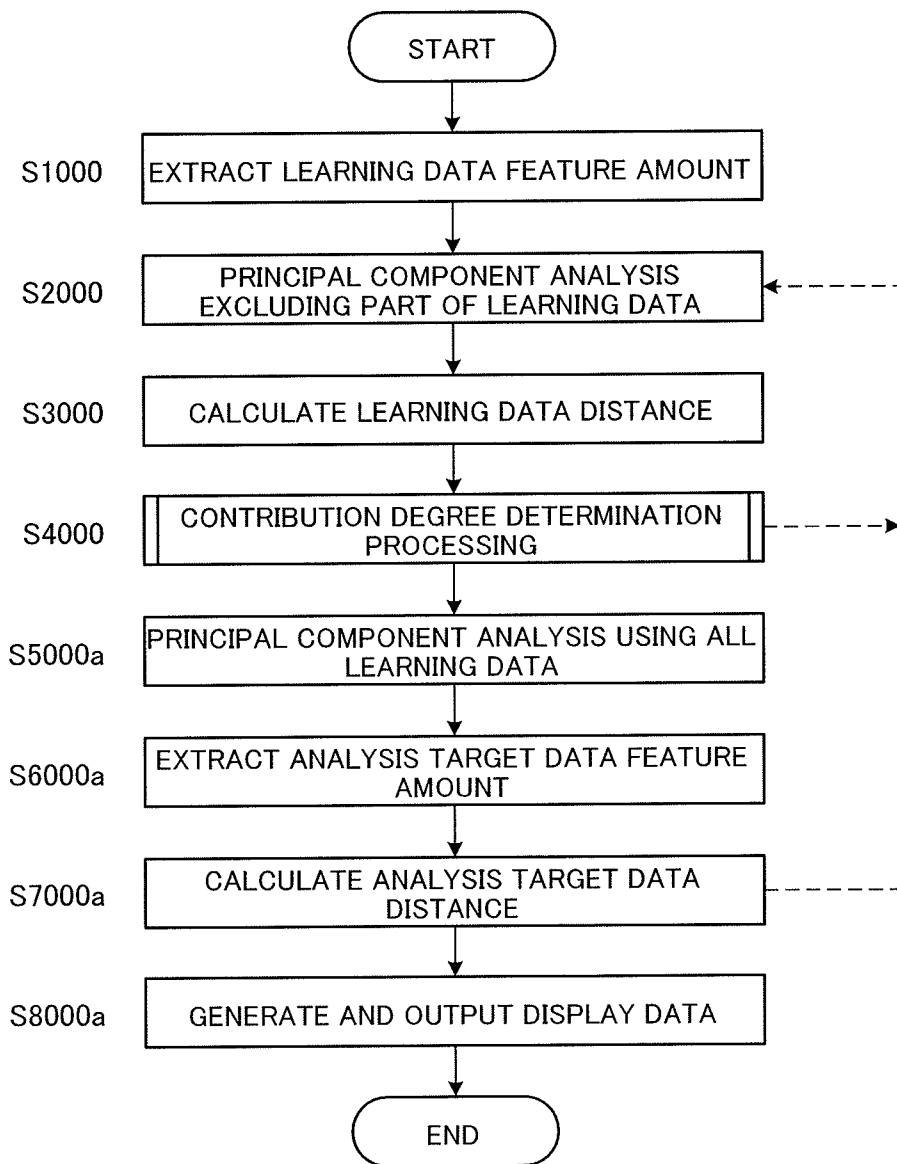 START
S1000
EXTRACT LEARNING DATA FEATURE AMOUNT
S2000
PRINCIPAL COMPONENT ANALYSIS
EXCLUDING PART OF LEARNING DATA
S3000
CALCULATE LEARNING DATA DISTANCE
S4000
CONTRIBUTION DEGREE DETERMINATION
PROCESSING
S5000a
PRINCIPAL COMPONENT ANALYSIS USING ALL
LEARNING DATA
S6000a
EXTRACT ANALYSIS TARGET DATA FEATURE
AMOUNT
S7000a
CALCULATE ANALYSIS TARGET DATA
DISTANCE
S8000a
GENERATE AND OUTPUT DISPLAY DATA
END